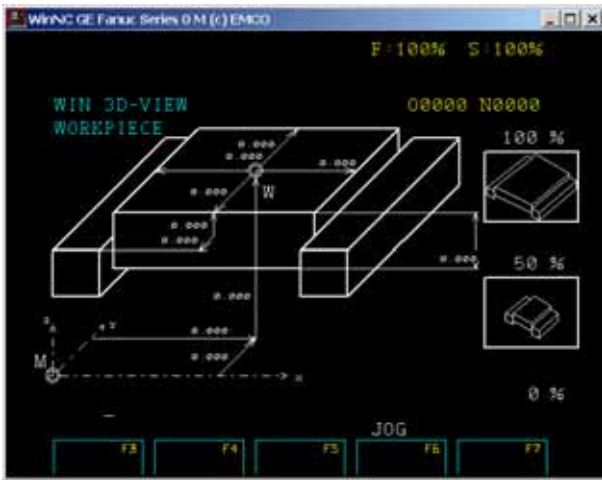 WinNC GE Fanuc Series 0 M (c) EMCO
F:100% S:100%
WIN 3D-VIEW O0000 N0000
WORKPIECE
100 %
0.000
0.000 0.000
W
0.000
0.000
0.000
0.000
50 %
0.000
0.000
M
0.000
x
0 %
JOG
F3 F4 F5 F6 F7